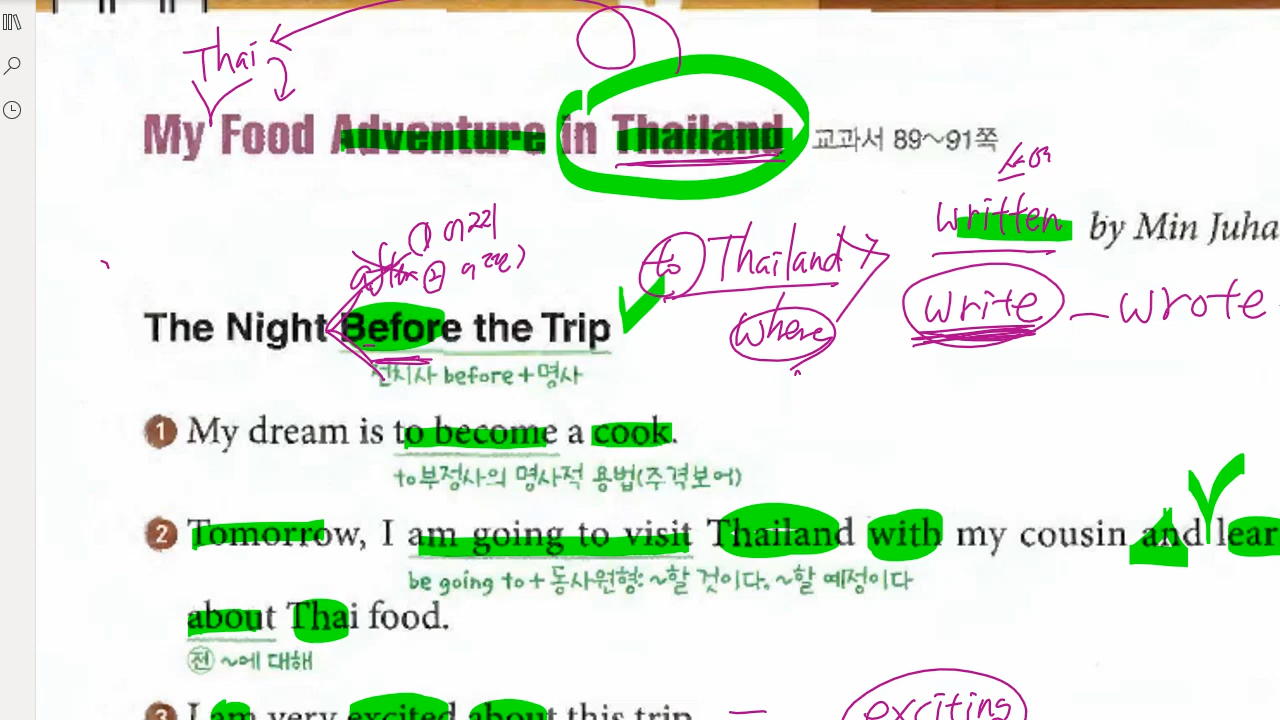 Thai
My Food Adventure in Thailand 교과서 89~91쪽
수여
written by Min Juha
to Thailand
write - wrote
where
The Night Before the Trip
전치사 before+명사
1 My dream is to become a cook.
to부정사의 명사적 용법(주격보어)
2 Tomorrow, I am going to visit Thailand with my cousin and lear
be going to+동사원형: ~할 것이다, ~할 예정이다
about Thai food.
전 ~에 대해
exciting
3 I am very excited about this trip